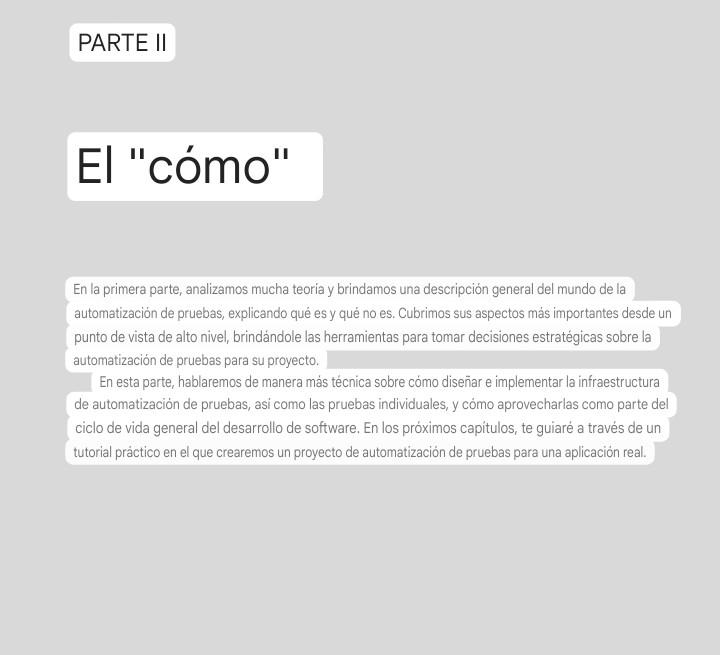 PARTE II
El "cómo"
En la primera parte, analizamos mucha teoría y brindamos una descripción general del mundo de la
automatización de pruebas, explicando qué es y qué no es. Cubrimos sus aspectos más importantes desde un
punto de vista de alto nivel, brindándole las herramientas para tomar decisiones estratégicas sobre la
automatización de pruebas para su proyecto.
En esta parte, hablaremos de manera más técnica sobre cómo diseñar e implementar la infraestructura
de automatización de pruebas, así como las pruebas individuales, y cómo aprovecharlas como parte del
ciclo de vida general del desarrollo de software. En los próximos capítulos, te guiaré a través de un
tutorial práctico en el que crearemos un proyecto de automatización de pruebas para una aplicación real.